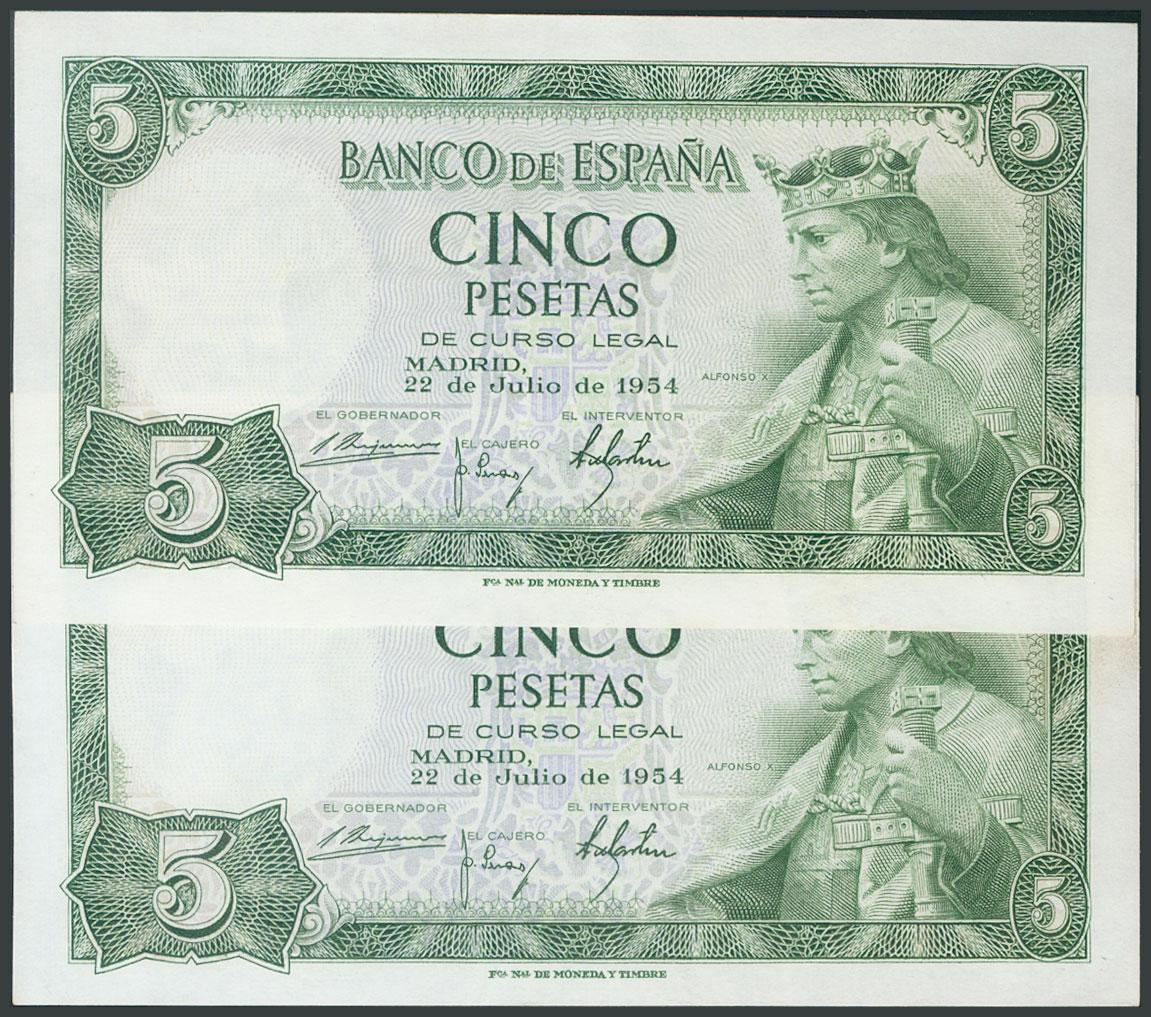 5 5
BANCO DE ESPAÑA
CINCO
PESETAS
DE CURSO LEGAL
MADRID,
22 de Julio de 1954
ALFONSO X.
EL GOBERNADOR EL INTERVENTOR
EL CAJERO
5 5
FCA NAL DE MONEDA Y TIMBRE
CINCO
PESETAS
DE CURSO LEGAL
MADRID,
22 de Julio de 1954
ALFONSO X.
EL GOBERNADOR EL INTERVENTOR
EL CAJERO
5 5
FCA NAL DE MONEDA Y TIMBRE